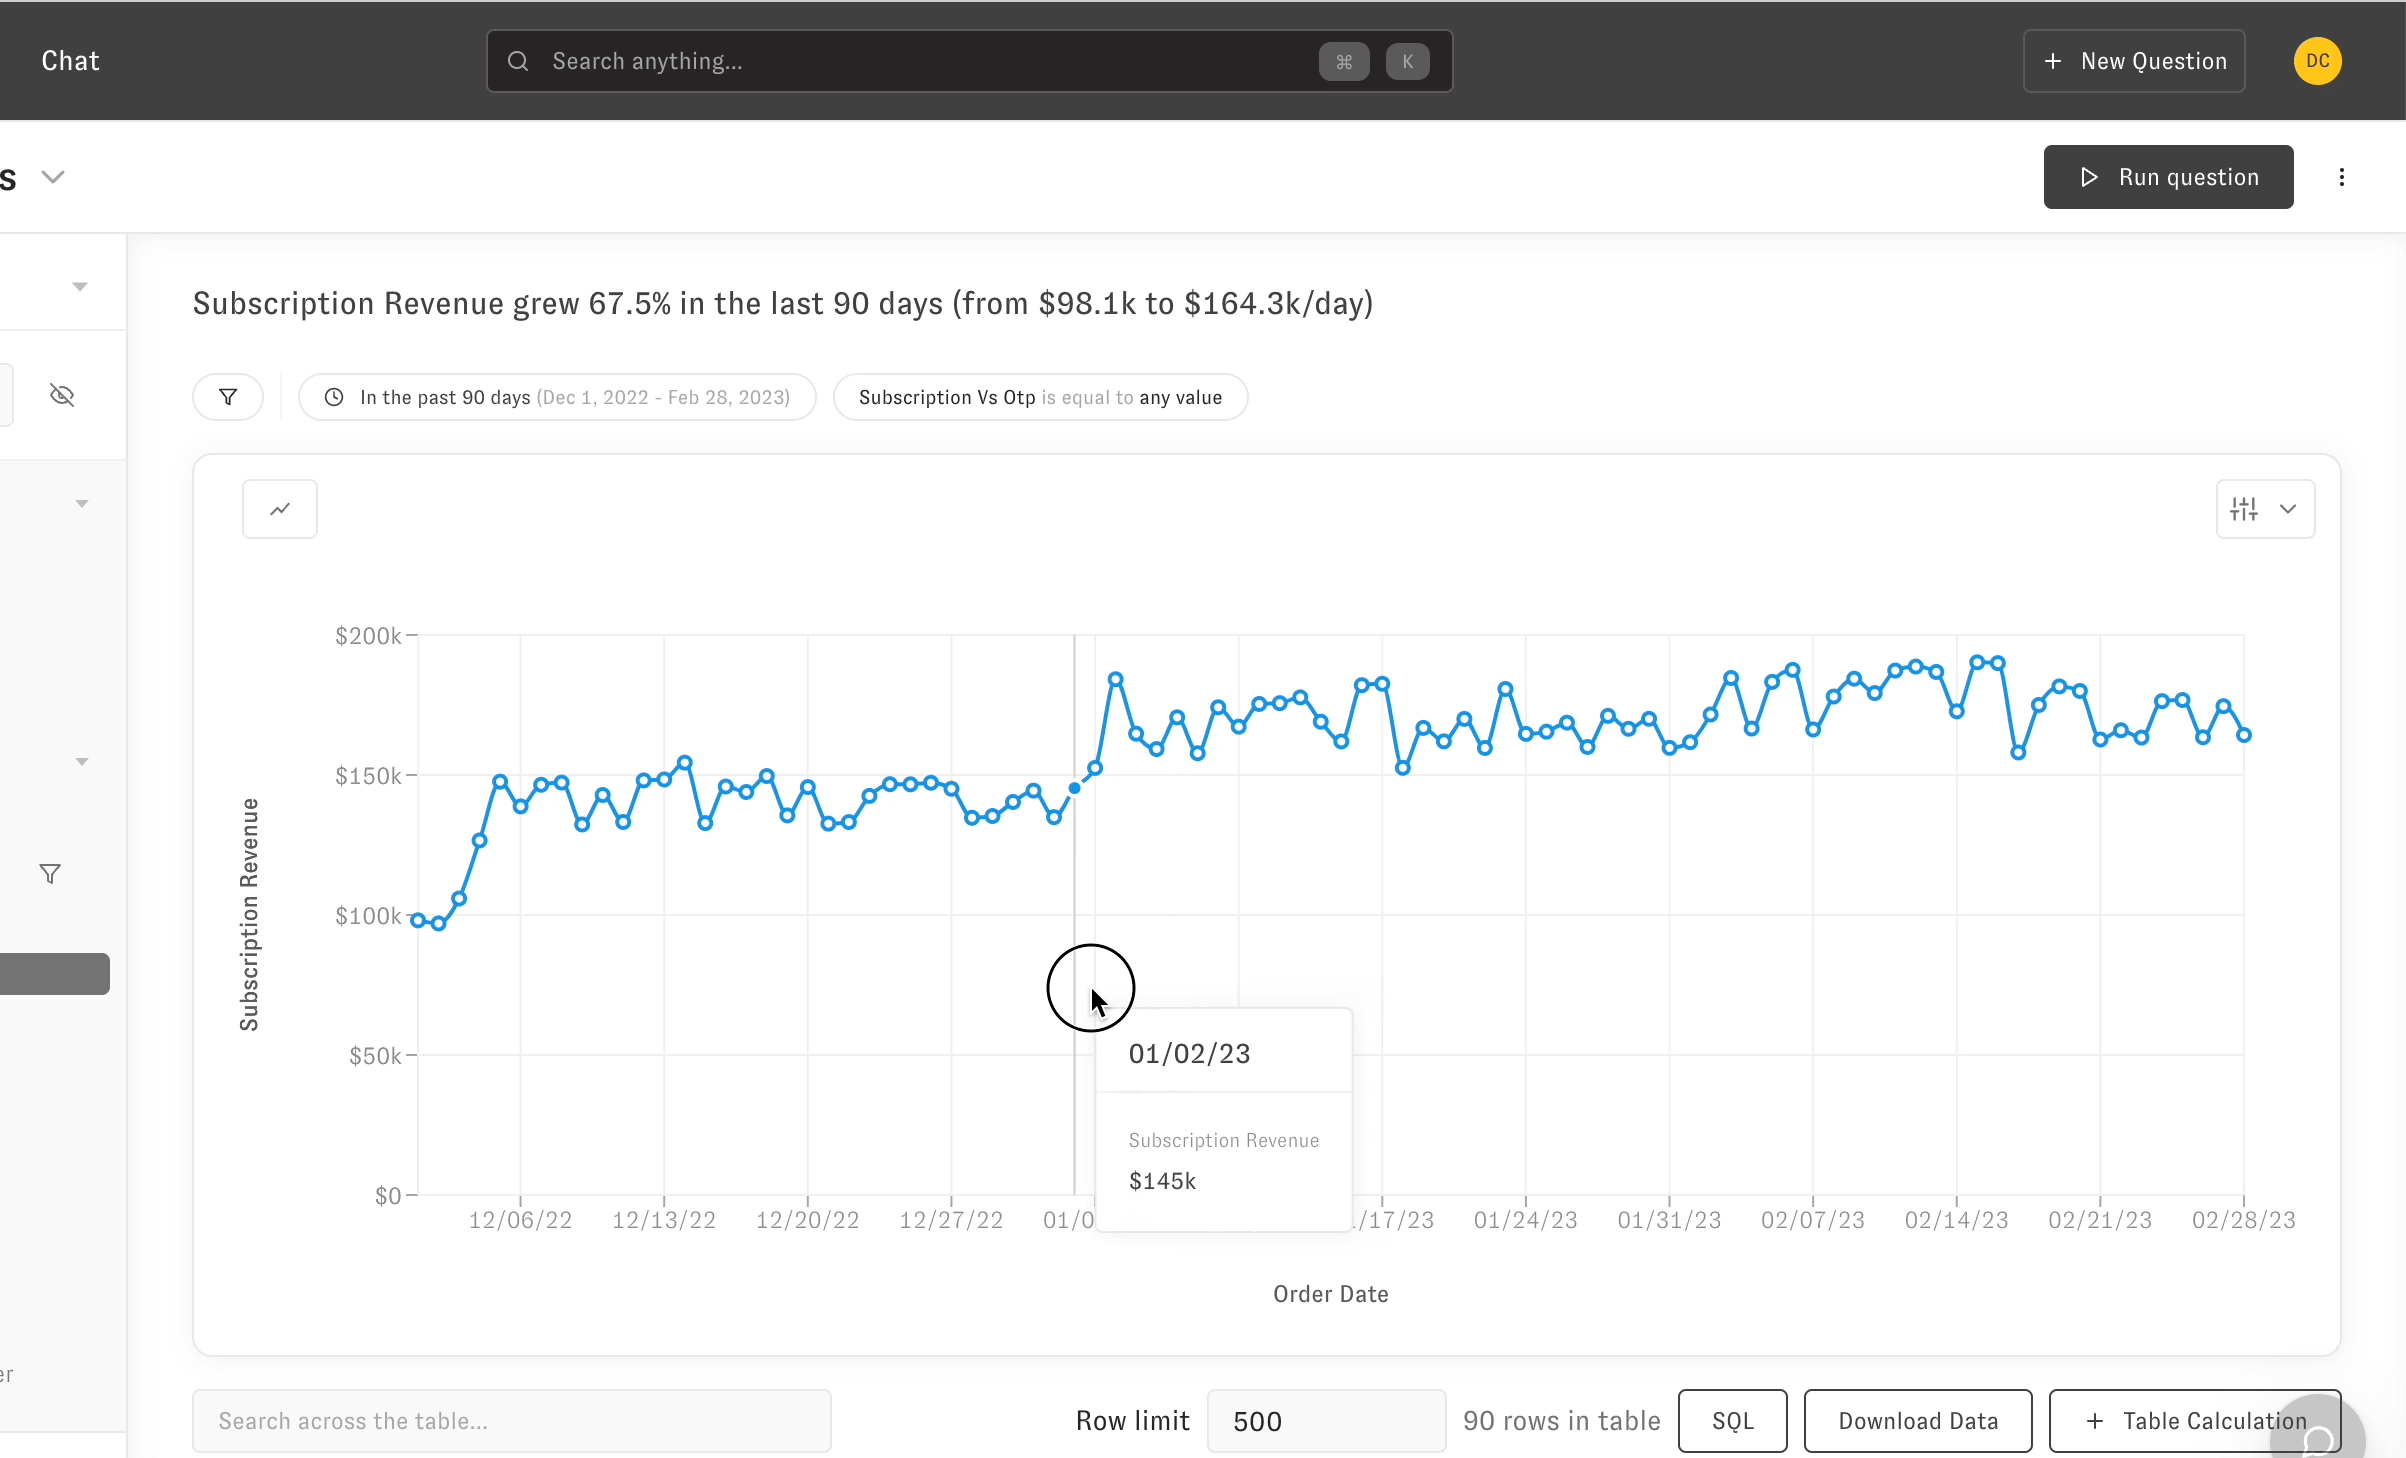 Chat
Search anything...
⌘ K
+ New Question
DC
s
Run question
Subscription Revenue grew 67.5% in the last 90 days (from $98.1k to $164.3k/day)
In the past 90 days (Dec 1, 2022 - Feb 28, 2023)
Subscription Vs Otp is equal to any value
$200k
$150k
$100k
$50k
$0
Subscription Revenue
01/02/23
Subscription Revenue
$145k
12/06/22 12/13/22 12/20/22 12/27/22 01/0 /17/23 01/24/23 01/31/23 02/07/23 02/14/23 02/21/23 02/28/23
Order Date
er
Search across the table...
Row limit
500
90 rows in table
SQL
Download Data
+ Table Calculation